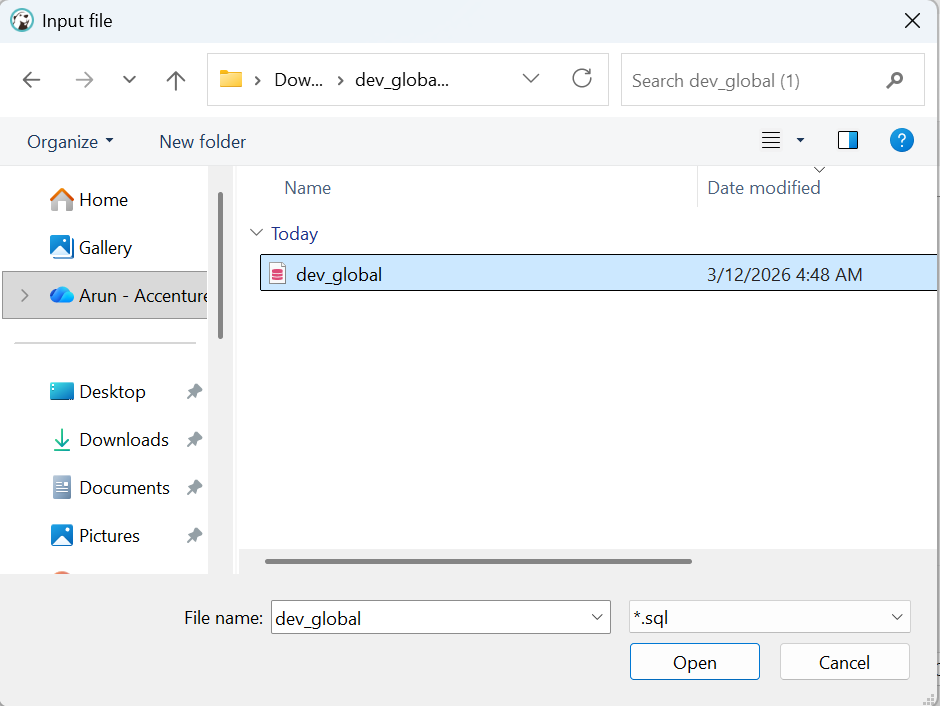 Input file
Dow... dev_globa...
Search dev_global (1)
Organize
New folder
?
Home
Gallery
Arun - Accenture
Desktop
Downloads
Documents
Pictures
Name
Date modified
Today
dev_global 3/12/2026 4:48 AM
File name: dev_global
*.sql
Open
Cancel